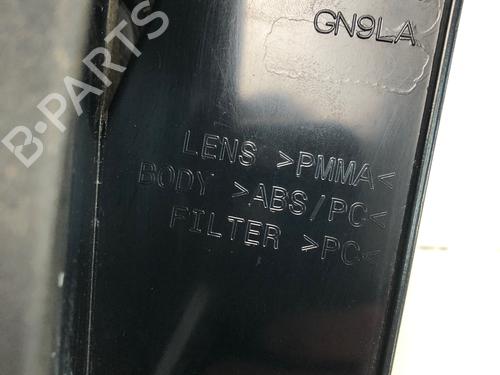 GN9LA
LENS >PMMA<
BODY >ABS/PC<
FILTER >PC<
B-PARTS